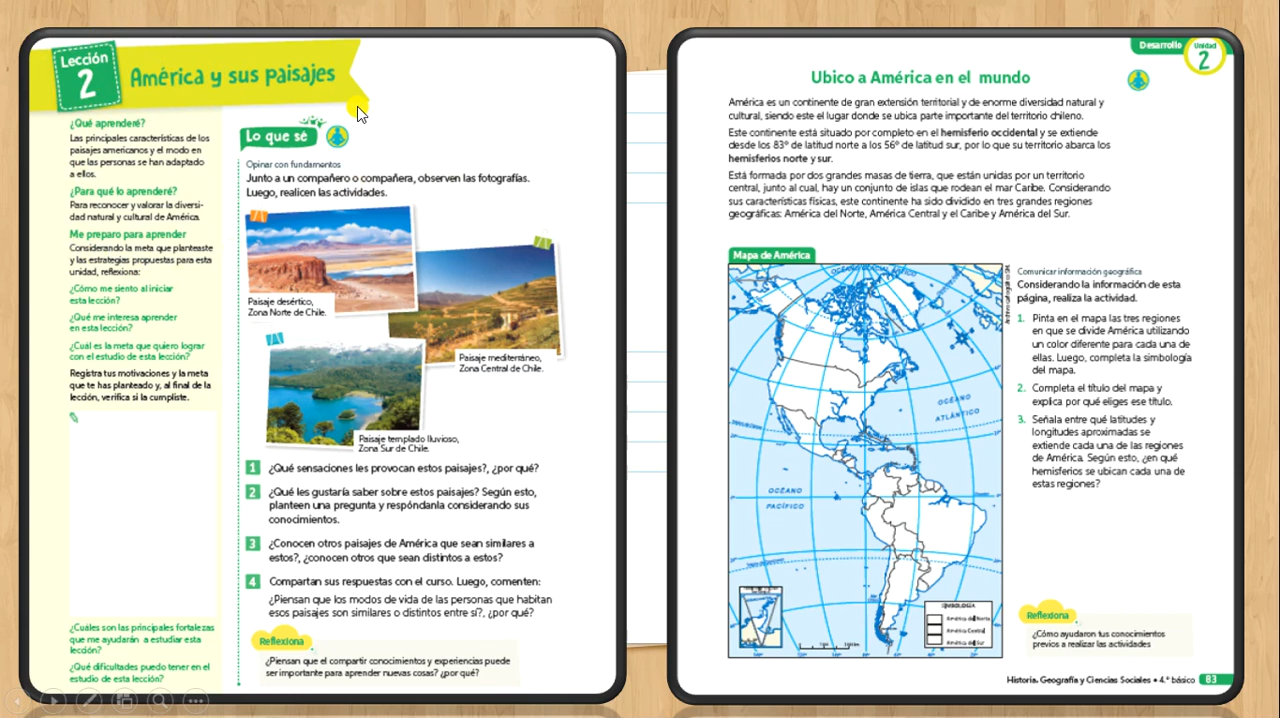 Lección
2
América y sus paisajes
¿Qué aprenderé?
Las principales características de los
paisajes americanos y el modo en
que las personas se han adaptado
a ellos.
¿Para qué lo aprenderé?
Para reconocer y valorar la diversi-
dad natural y cultural de América.
Me preparo para aprender
Considerando la meta que planteaste
y las estrategias propuestas para esta
unidad, reflexiona:
¿Cómo me siento al iniciar
esta lección?
¿Qué me interesa aprender
en esta lección?
¿Cuál es la meta que quiero lograr
con el estudio de esta lección?
Registra tus motivaciones y la meta
que te has planteado y, al final de la
lección, verifica si la cumpliste.
¿Cuáles son las principales fortalezas
que me ayudarán a estudiar esta
lección?
¿Qué dificultades puedo tener en el
estudio de esta lección?
Lo que sé
Opinar con fundamentos
Junto a un compañero o compañera, observen las fotografías.
Luego, realicen las actividades.
Paisaje desértico,
Zona Norte de Chile.
Paisaje mediterráneo,
Zona Central de Chile.
Paisaje templado lluvioso,
Zona Sur de Chile.
1 ¿Qué sensaciones les provocan estos paisajes?, ¿por qué?
2 ¿Qué les gustaría saber sobre estos paisajes? Según esto,
planteen una pregunta y respóndanla considerando sus
conocimientos.
3 ¿Conocen otros paisajes de América que sean similares a
estos?, ¿conocen otros que sean distintos a estos?
4 Compartan sus respuestas con el curso. Luego, comenten:
¿Piensan que los modos de vida de las personas que habitan
esos paisajes son similares o distintos entre sí?, ¿por qué?
Reflexiona
¿Piensan que el compartir conocimientos y experiencias puede
ser importante para aprender nuevas cosas? ¿por qué?
Desarrollo
Unidad
2
Ubico a América en el mundo
América es un continente de gran extensión territorial y de enorme diversidad natural y
cultural, siendo este el lugar donde se ubica parte importante del territorio chileno.
Este continente está situado por completo en el hemisferio occidental y se extiende
desde los 83° de latitud norte a los 56° de latitud sur, por lo que su territorio abarca los
hemisferios norte y sur.
Está formada por dos grandes masas de tierra, que están unidas por un territorio
central, junto al cual, hay un conjunto de islas que rodean el mar Caribe. Considerando
sus características físicas, este continente ha sido dividido en tres grandes regiones
geográficas: América del Norte, América Central y el Caribe y América del Sur.
Mapa de América
OCÉANO GLACIAL ÁRTICO
OCÉANO
ATLÁNTICO
OCÉANO
PACÍFICO
SIMBOLOGÍA
América del Norte
América Central
América del Sur
Comunicar información geográfica
Considerando la información de esta
página, realiza la actividad.
1. Pinta en el mapa las tres regiones
en que se divide América utilizando
un color diferente para cada una de
ellas. Luego, completa la simbología
del mapa.
2. Completa el título del mapa y
explica por qué eliges ese título.
3. Señala entre qué latitudes y
longitudes aproximadas se
extiende cada una de las regiones
de América. Según esto, ¿en qué
hemisferios se ubican cada una de
estas regiones?
Reflexiona
¿Cómo ayudaron tus conocimientos
previos a realizar las actividades
Historia, Geografía y Ciencias Sociales • 4.° básico 83